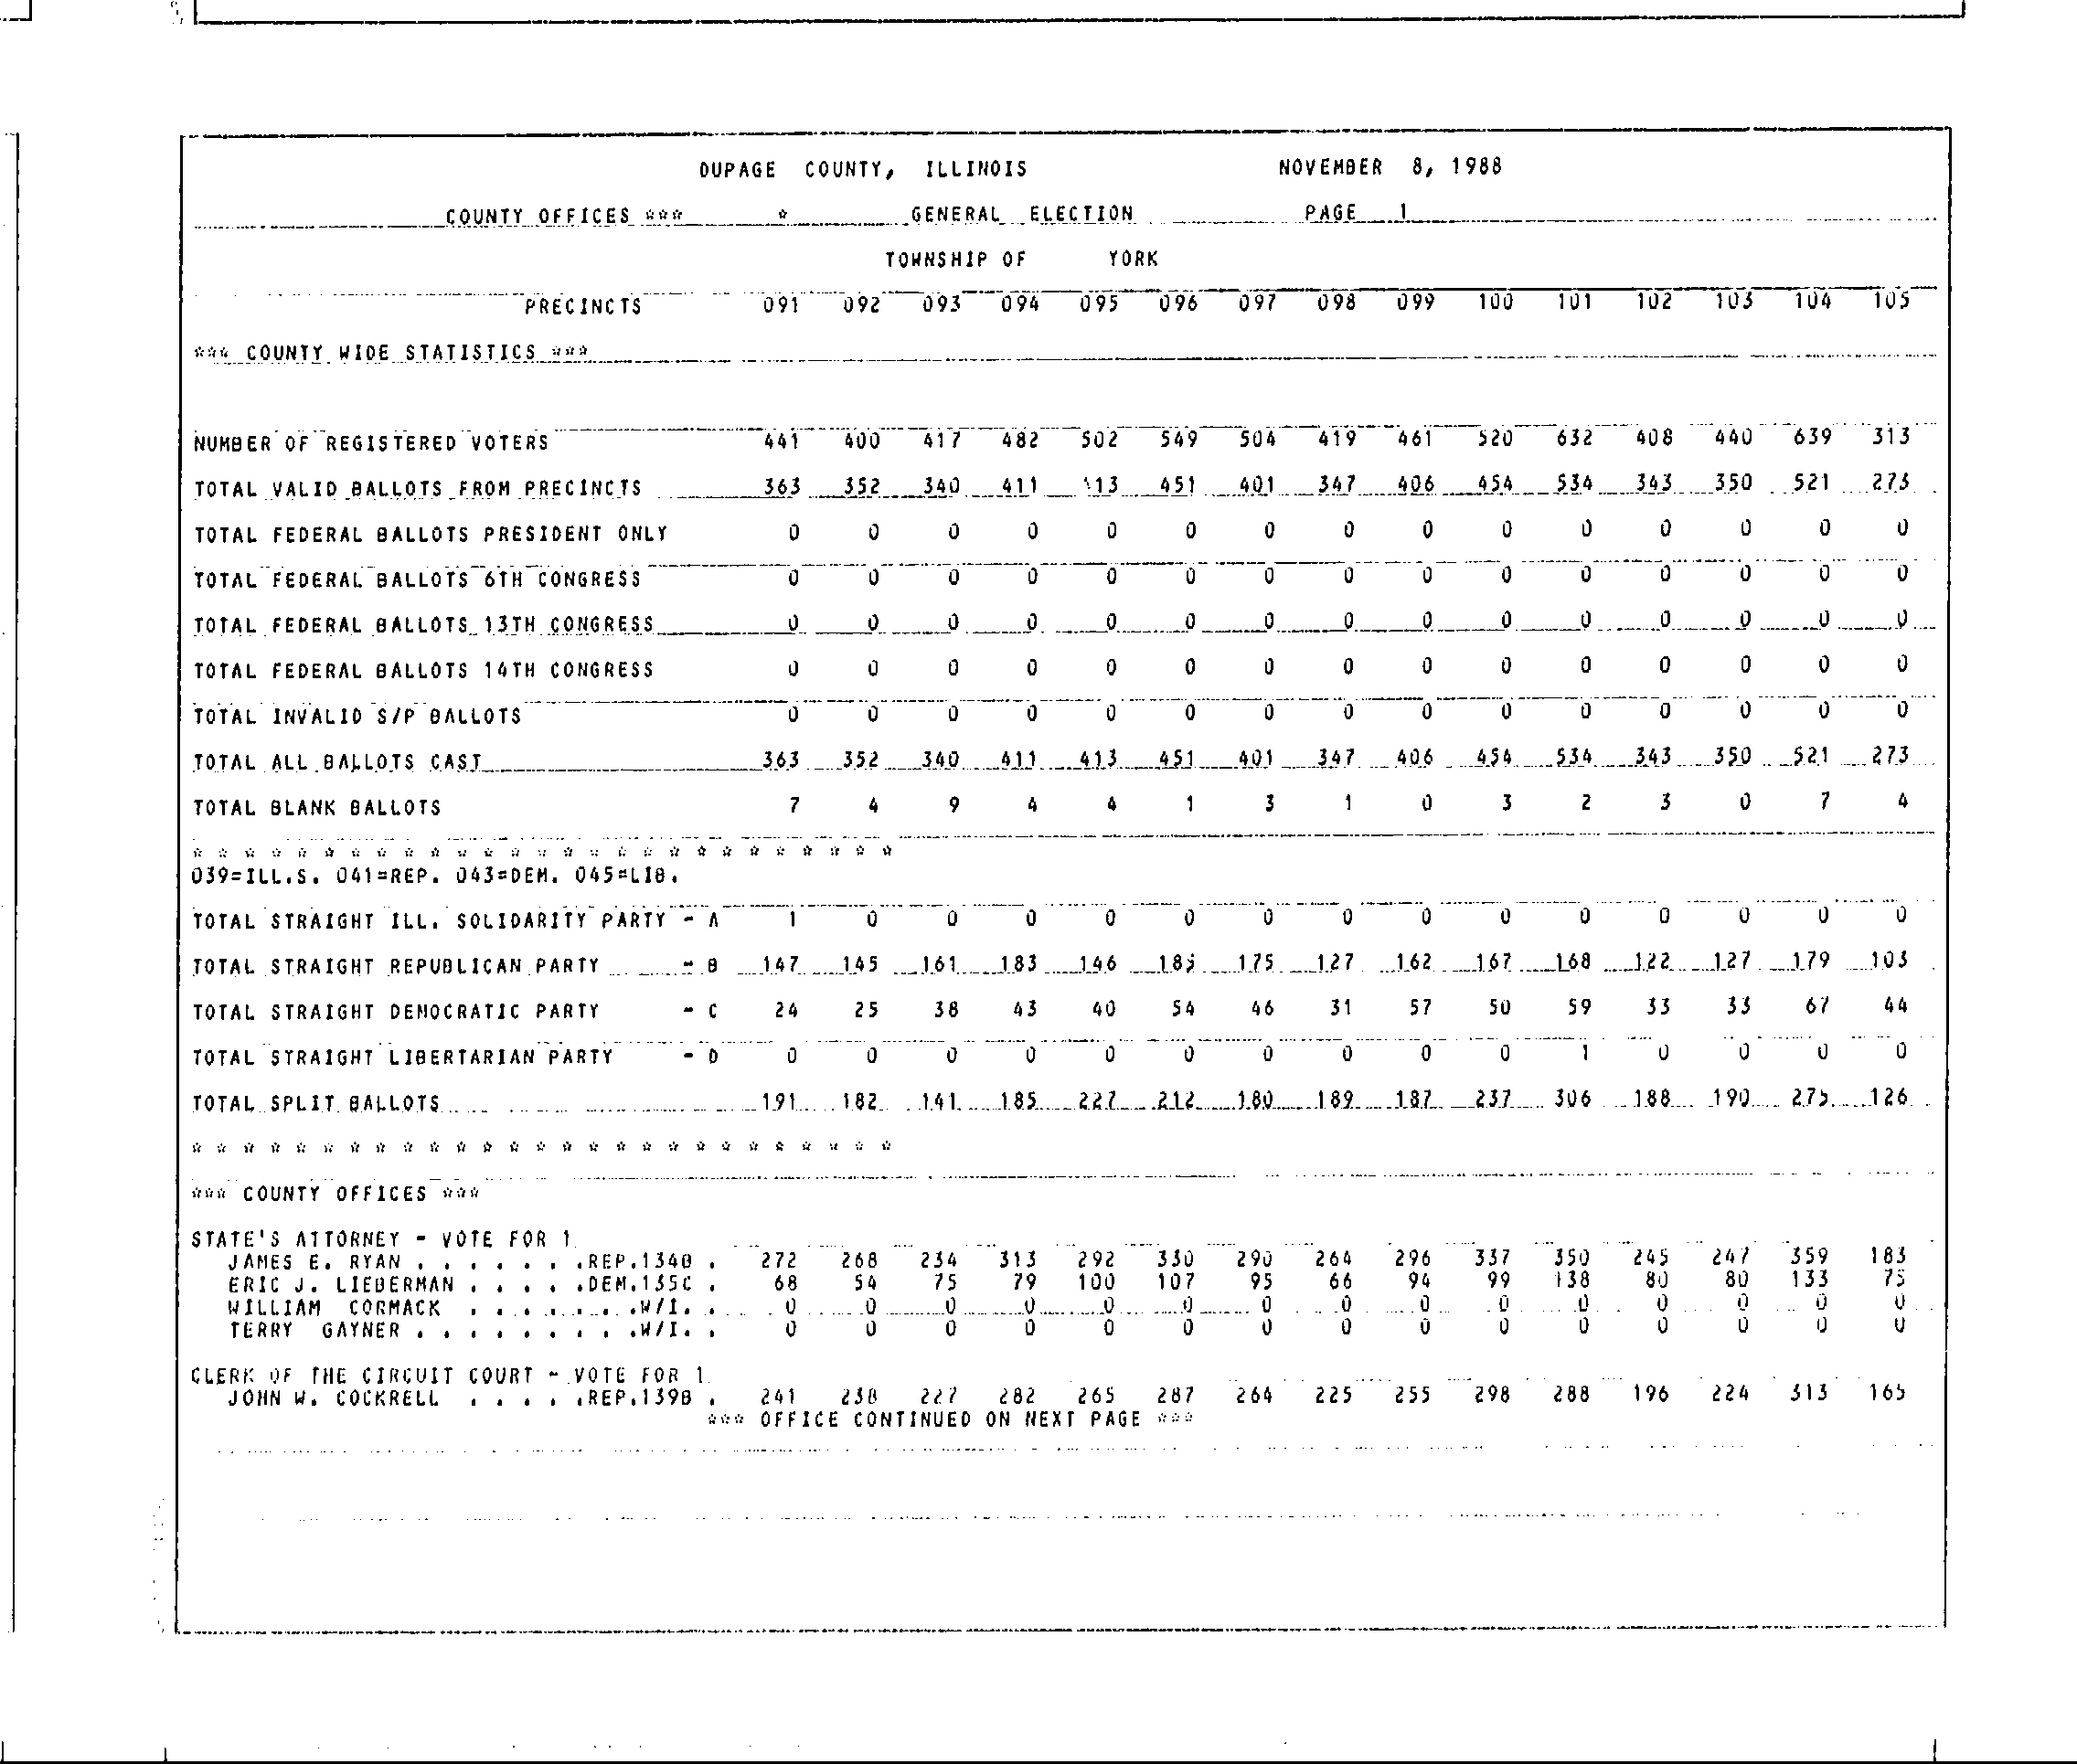 DUPAGE COUNTY, ILLINOIS NOVEMBER 8, 1988
COUNTY OFFICES *** * GENERAL ELECTION PAGE 1
TOWNSHIP OF YORK
PRECINCTS 091 092 093 094 095 096 097 098 099 100 101 102 103 104 105
*** COUNTY WIDE STATISTICS ***
NUMBER OF REGISTERED VOTERS 441 400 417 482 502 549 504 419 461 520 632 408 440 639 313
TOTAL VALID BALLOTS FROM PRECINCTS 363 352 340 411 413 451 401 347 406 454 534 343 350 521 273
TOTAL FEDERAL BALLOTS PRESIDENT ONLY 0 0 0 0 0 0 0 0 0 0 0 0 0 0 0
TOTAL FEDERAL BALLOTS 6TH CONGRESS 0 0 0 0 0 0 0 0 0 0 0 0 0 0 0
TOTAL FEDERAL BALLOTS 13TH CONGRESS 0 0 0 0 0 0 0 0 0 0 0 0 0 0 0
TOTAL FEDERAL BALLOTS 14TH CONGRESS 0 0 0 0 0 0 0 0 0 0 0 0 0 0 0
TOTAL INVALID S/P BALLOTS 0 0 0 0 0 0 0 0 0 0 0 0 0 0 0
TOTAL ALL BALLOTS CAST 363 352 340 411 413 451 401 347 406 454 534 343 350 521 273
TOTAL BLANK BALLOTS 7 4 9 4 4 1 3 1 0 3 2 3 0 7 4
* * * * * * * * * * * * * * * * * * * * * * * * * * *
039=ILL.S. 041=REP. 043=DEM. 045=LIB.
TOTAL STRAIGHT ILL. SOLIDARITY PARTY - A 1 0 0 0 0 0 0 0 0 0 0 0 0 0 0
TOTAL STRAIGHT REPUBLICAN PARTY - B 147 145 161 183 146 185 175 127 162 167 168 122 127 179 103
TOTAL STRAIGHT DEMOCRATIC PARTY - C 24 25 38 43 40 54 46 31 57 50 59 33 33 67 44
TOTAL STRAIGHT LIBERTARIAN PARTY - D 0 0 0 0 0 0 0 0 0 0 1 0 0 0 0
TOTAL SPLIT BALLOTS 191 182 141 185 227 212 180 189 187 237 306 188 190 275 126
* * * * * * * * * * * * * * * * * * * * * * * * * * *
*** COUNTY OFFICES ***
STATE'S ATTORNEY - VOTE FOR 1
JAMES E. RYAN . . . . . . .REP.134B . 272 268 234 313 292 330 290 264 296 337 350 245 247 359 183
ERIC J. LIEBERMAN . . . . .DEM.135C . 68 54 75 79 100 107 95 66 94 99 138 80 80 133 75
WILLIAM CORMACK . . . . . . .W/I. . 0 0 0 0 0 0 0 0 0 0 0 0 0 0 0
TERRY GAYNER . . . . . . . . .W/I. . 0 0 0 0 0 0 0 0 0 0 0 0 0 0 0
CLERK OF THE CIRCUIT COURT - VOTE FOR 1
JOHN W. COCKRELL . . . . .REP.139B . 241 238 227 282 265 287 264 225 255 298 288 196 224 313 165
*** OFFICE CONTINUED ON NEXT PAGE ***